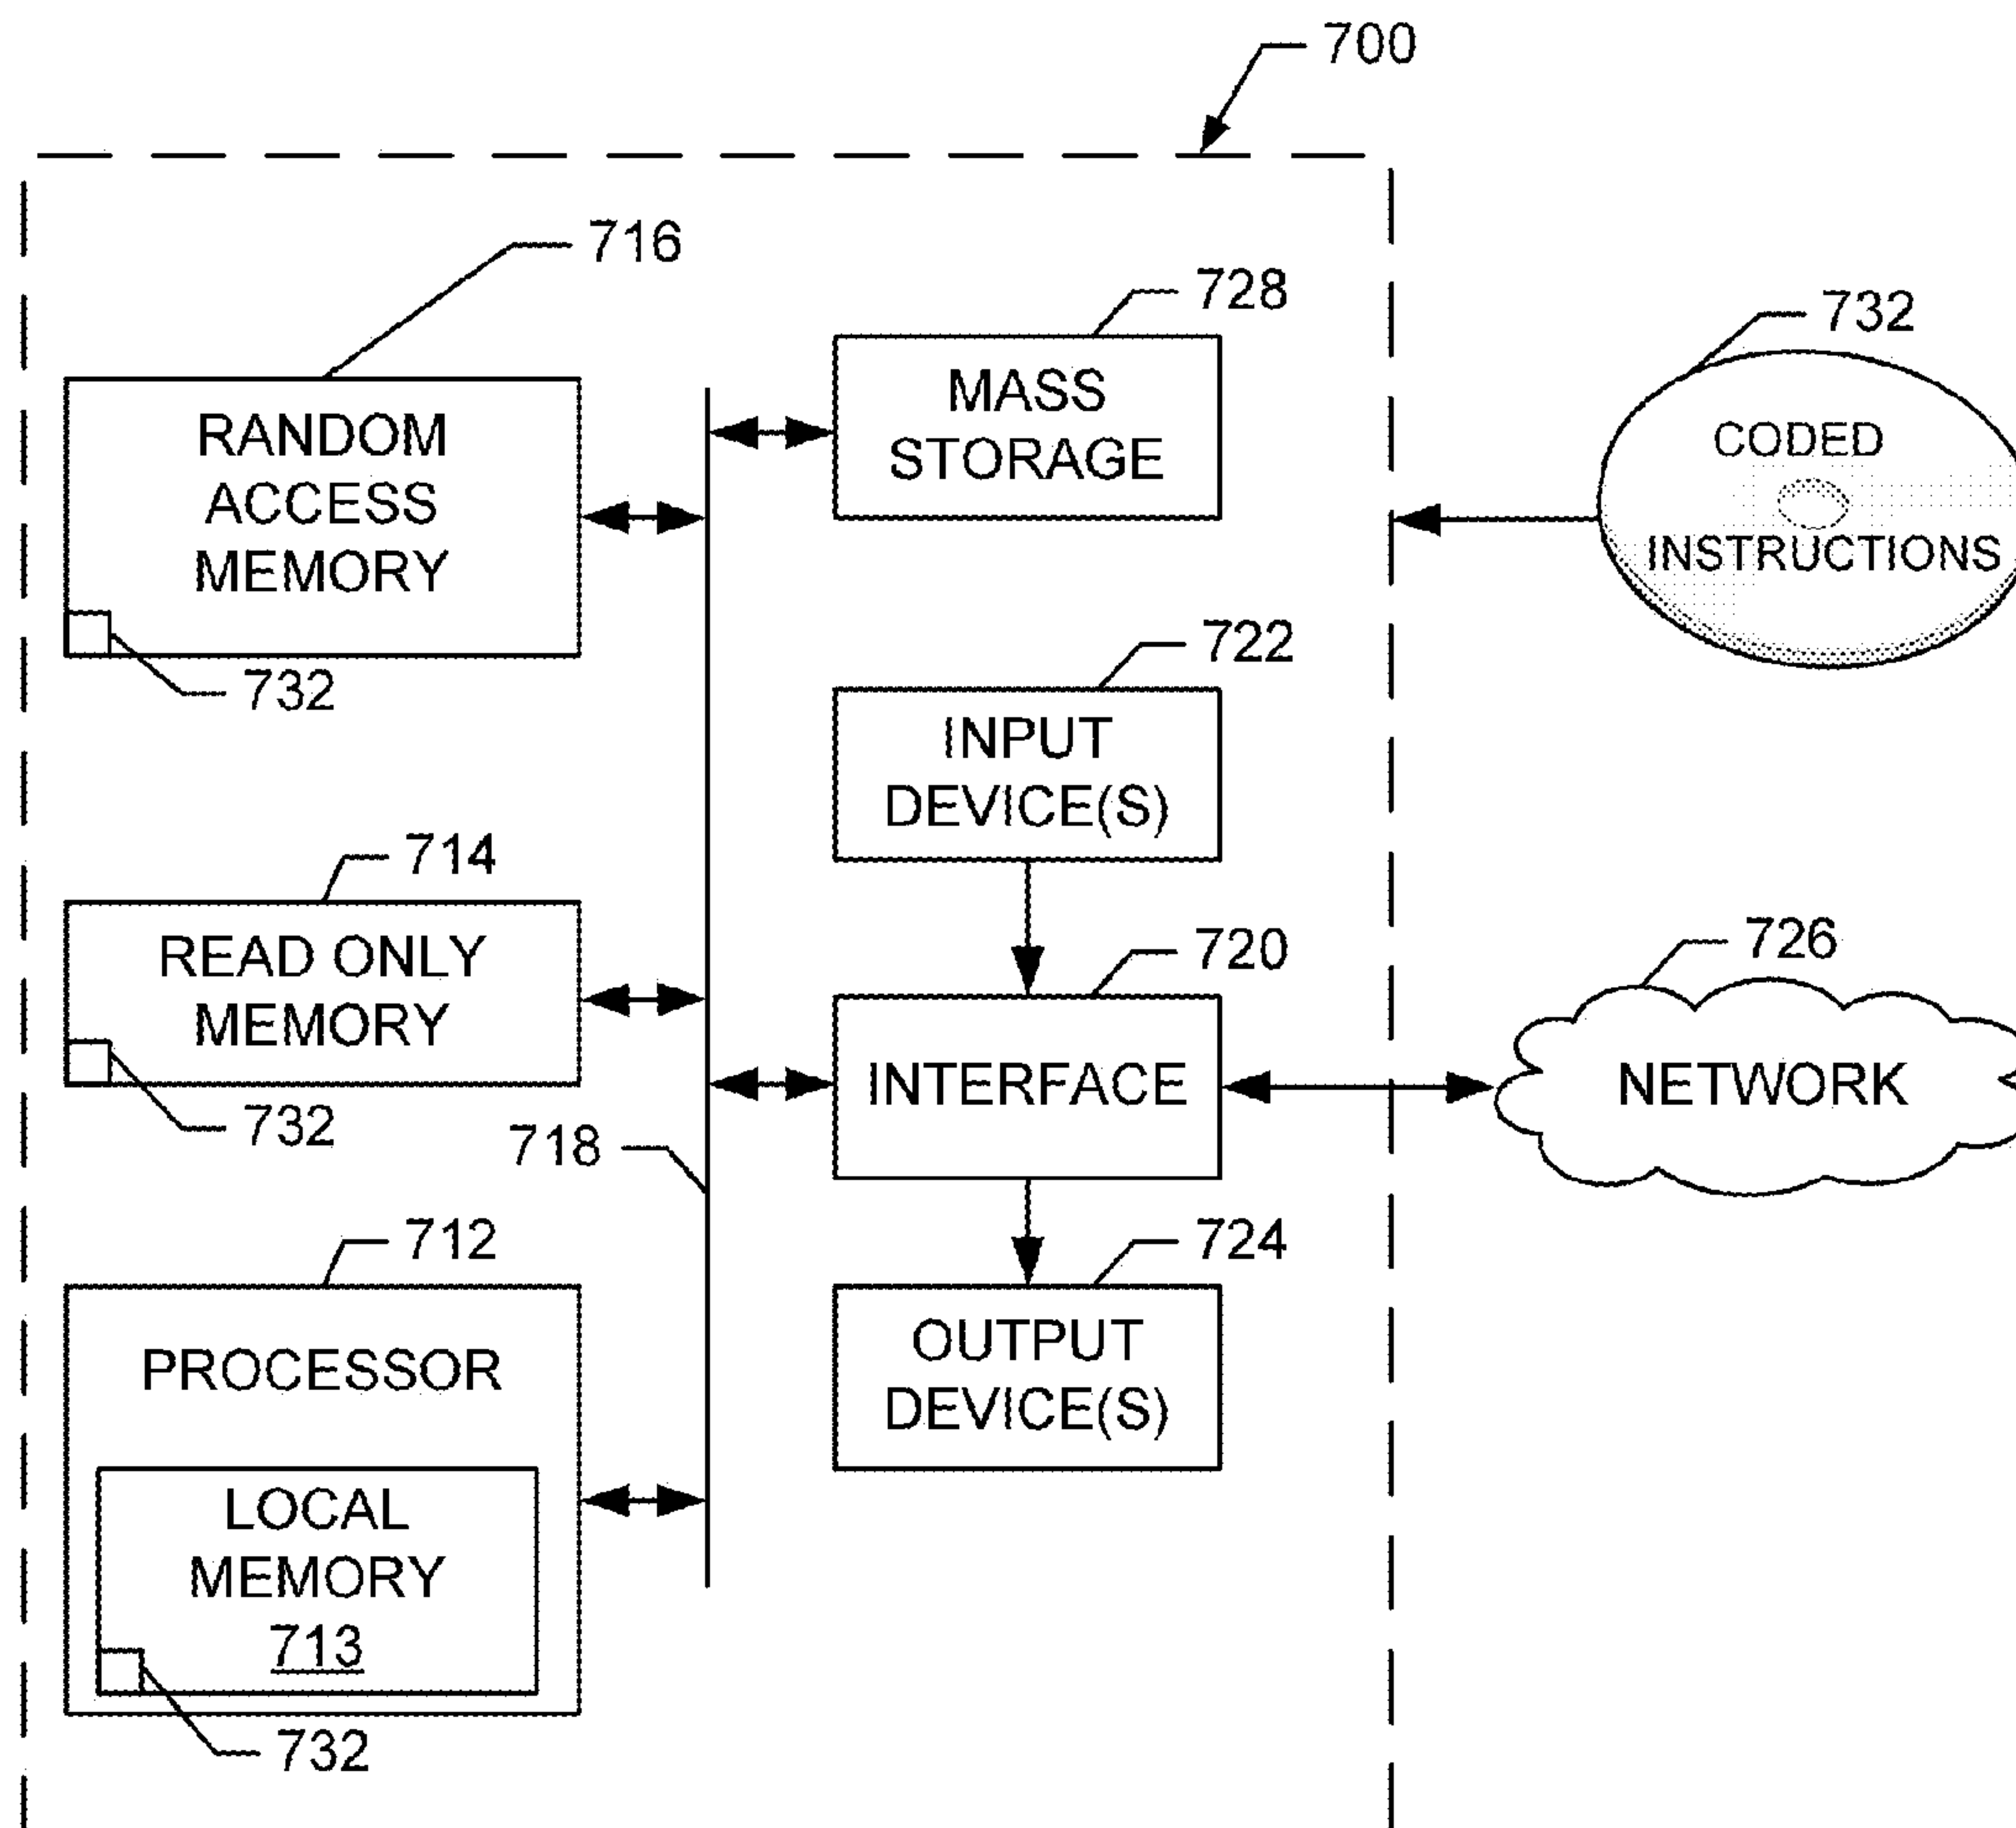 700
716
RANDOM
ACCESS
MEMORY
732
728
MASS
STORAGE
732
CODED
INSTRUCTIONS
722
INPUT
DEVICE(S)
714
READ ONLY
MEMORY
732
718
720
INTERFACE
726
NETWORK
712
PROCESSOR
LOCAL
MEMORY
713
732
724
OUTPUT
DEVICE(S)